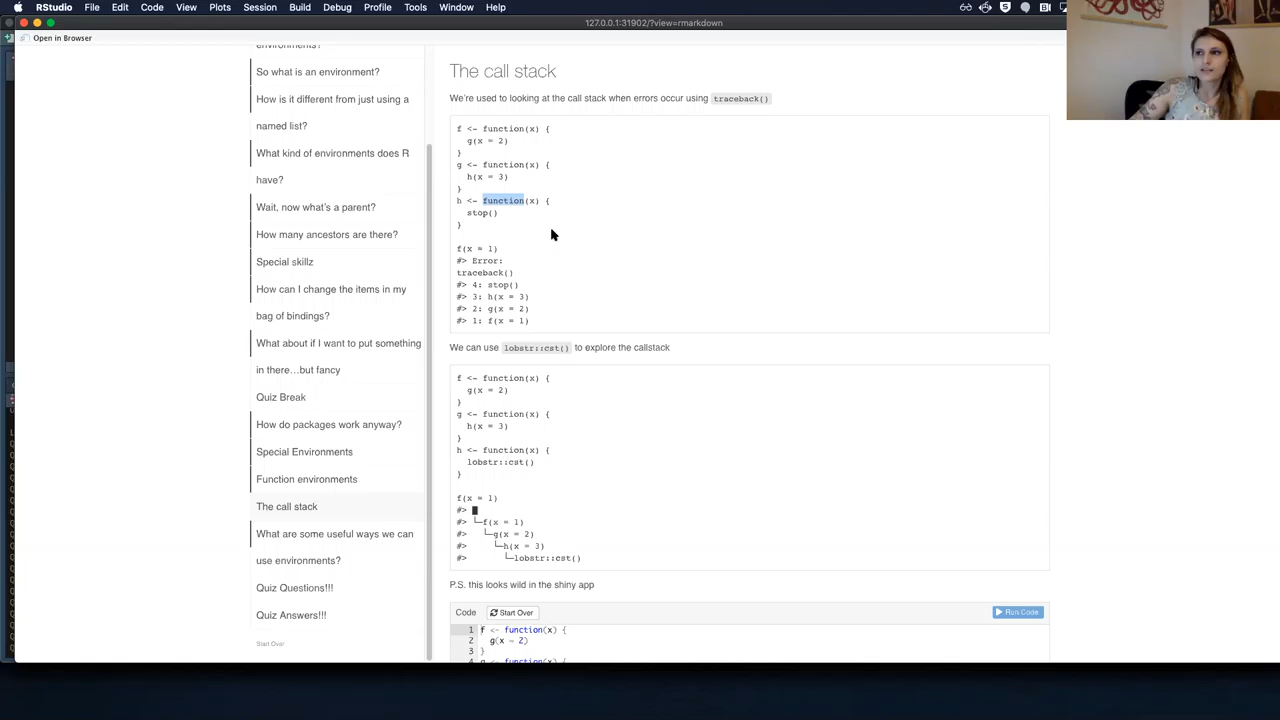 RStudio File Edit Code View Plots Session Build Debug Profile Tools Window Help
127.0.0.1:31902/?view=rmarkdown
Open in Browser
environments?
So what is an environment?
How is it different from just using a
named list?
What kind of environments does R
have?
Wait, now what's a parent?
How many ancestors are there?
Special skillz
How can I change the items in my
bag of bindings?
What about if I want to put something
in there…but fancy
Quiz Break
How do packages work anyway?
Special Environments
Function environments
The call stack
What are some useful ways we can
use environments?
Quiz Questions!!!
Quiz Answers!!!
Start Over
The call stack
We're used to looking at the call stack when errors occur using traceback()
f <- function(x) {
g(x = 2)
}
g <- function(x) {
h(x = 3)
}
h <- function(x) {
stop()
}
f(x = 1)
#> Error:
traceback()
#> 4: stop()
#> 3: h(x = 3)
#> 2: g(x = 2)
#> 1: f(x = 1)
We can use lobstr::cst() to explore the callstack
f <- function(x) {
g(x = 2)
}
g <- function(x) {
h(x = 3)
}
h <- function(x) {
lobstr::cst()
}
f(x = 1)
#> █
#> └─f(x = 1)
#> └─g(x = 2)
#> └─h(x = 3)
#> └─lobstr::cst()
P.S. this looks wild in the shiny app
Code Start Over Run Code
1 f <- function(x) {
2 g(x = 2)
3 }
4 g <- function(x) {